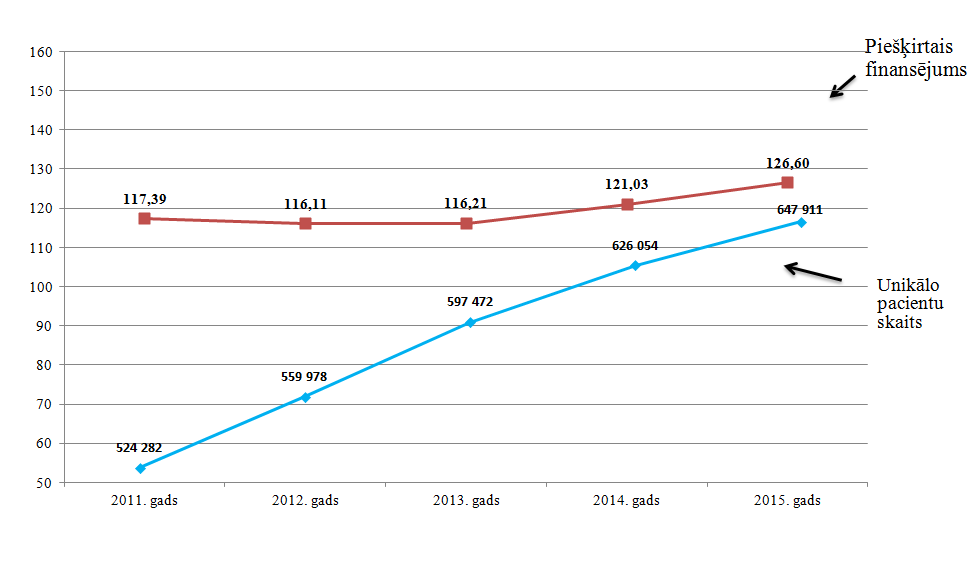 Piešķirtais
finansējums
160
150
140
130
120
110
100
90
80
70
60
50
117,39
116,11
116,21
121,03
126,60
524 282
559 978
597 472
626 054
647 911
Unikālo
pacientu
skaits
2011. gads
2012. gads
2013. gads
2014. gads
2015. gads